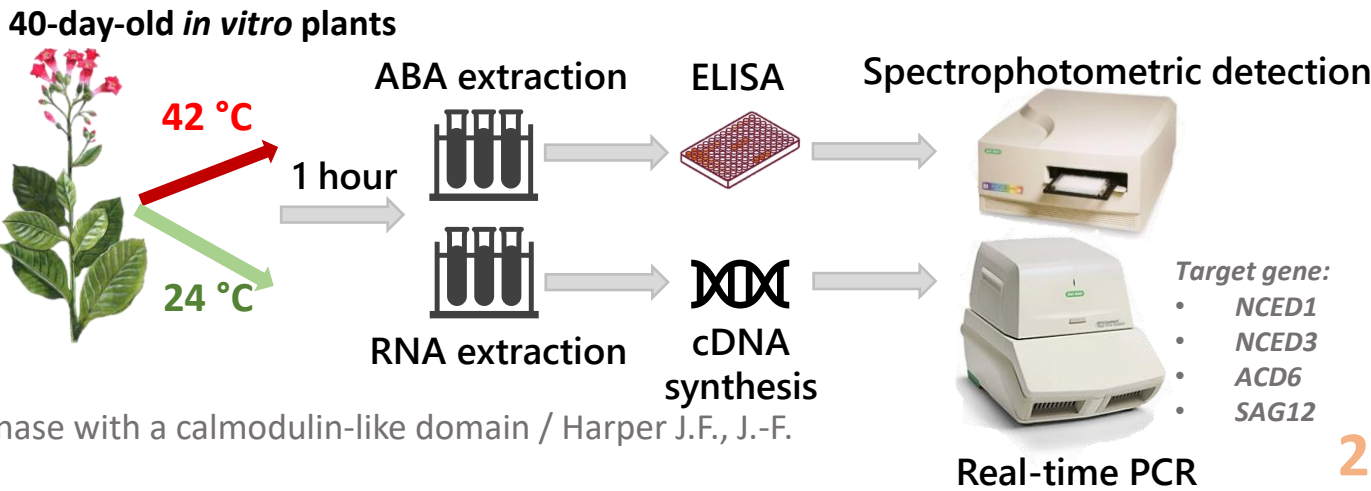 40-day-old in vitro plants
42 °C
24 °C
1 hour
ABA extraction
ELISA
Spectrophotometric detection
RNA extraction
cDNA
synthesis
Real-time PCR
Target gene:
• NCED1
• NCED3
• ACD6
• SAG12
nase with a calmodulin-like domain / Harper J.F., J.-F.
2